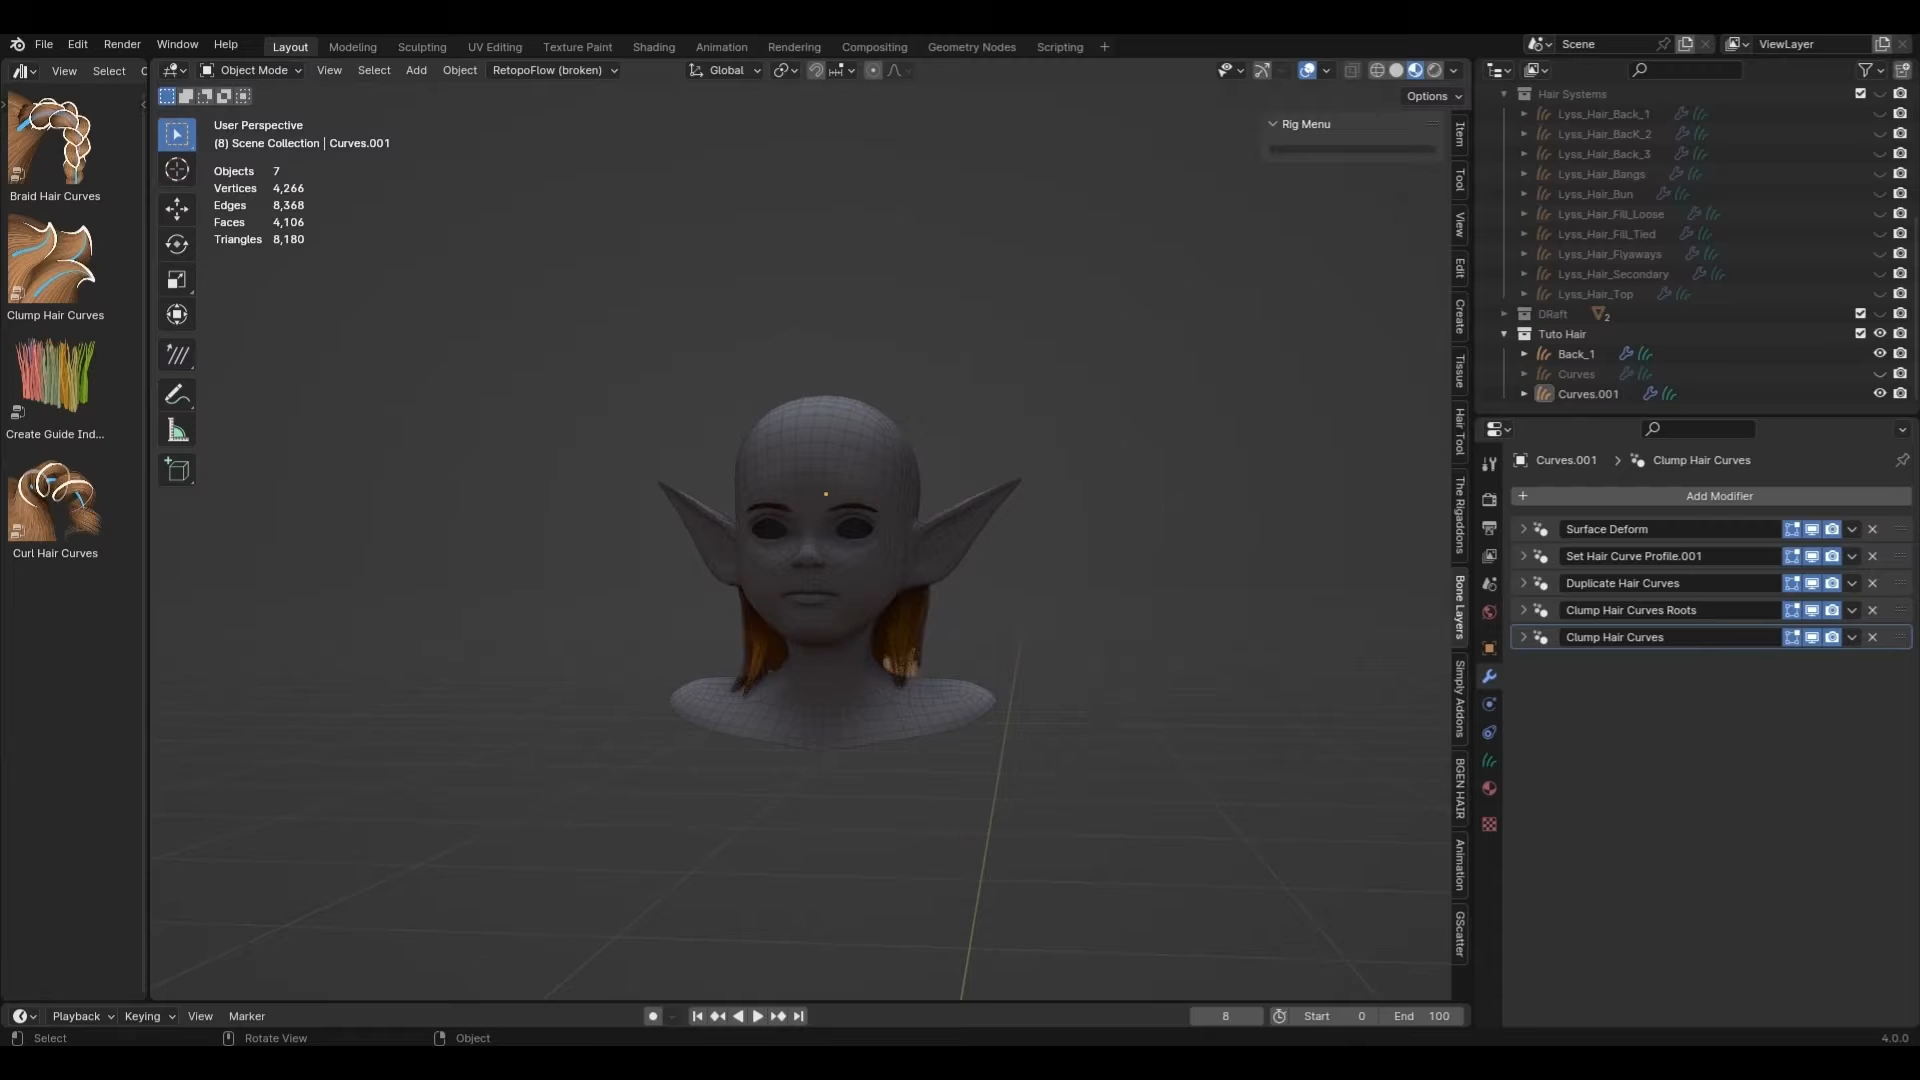 File Edit Render Window Help Layout Modeling Sculpting UV Editing Texture Paint Shading Animation Rendering Compositing Geometry Nodes Scripting + Scene ViewLayer
View Select C Object Mode View Select Add Object RetopoFlow (broken) Global
Options
Braid Hair Curves
Clump Hair Curves
Create Guide Ind...
Curl Hair Curves
User Perspective
(8) Scene Collection | Curves.001
Objects 7
Vertices 4,266
Edges 8,368
Faces 4,106
Triangles 8,180
Rig Menu
Item
Tool
View
Edit
Create
Tissue
Hair Tool
The Rigaddons
Bone Layers
Simply Addons
BGEN HAIR
Animation
GScatter
Hair Systems
Lyss_Hair_Back_1
Lyss_Hair_BacK_2
Lyss_Hair_Back_3
Lyss_Hair_Bangs
Lyss_Hair_Bun
Lyss_Hair_Fill_Loose
Lyss_Hair_Fill_Tied
Lyss_Hair_Flyaways
Lyss_Hair_Secondary
Lyss_Hair_Top
DRaft 2
Tuto Hair
Back_1
Curves
Curves.001
Curves.001 > Clump Hair Curves
+ Add Modifier
Surface Deform
Set Hair Curve Profile.001
Duplicate Hair Curves
Clump Hair Curves Roots
Clump Hair Curves
Playback Keying View Marker 8 Start 0 End 100
Select Rotate View Object 4.0.0